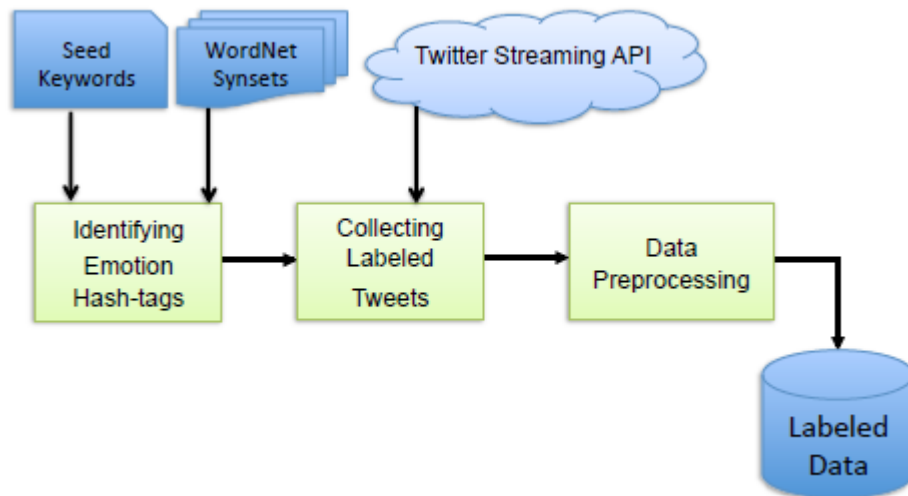 Seed
Keywords
WordNet
Synsets
Twitter Streaming API
Identifying
Emotion
Hash-tags
Collecting
Labeled
Tweets
Data
Preprocessing
Labeled
Data